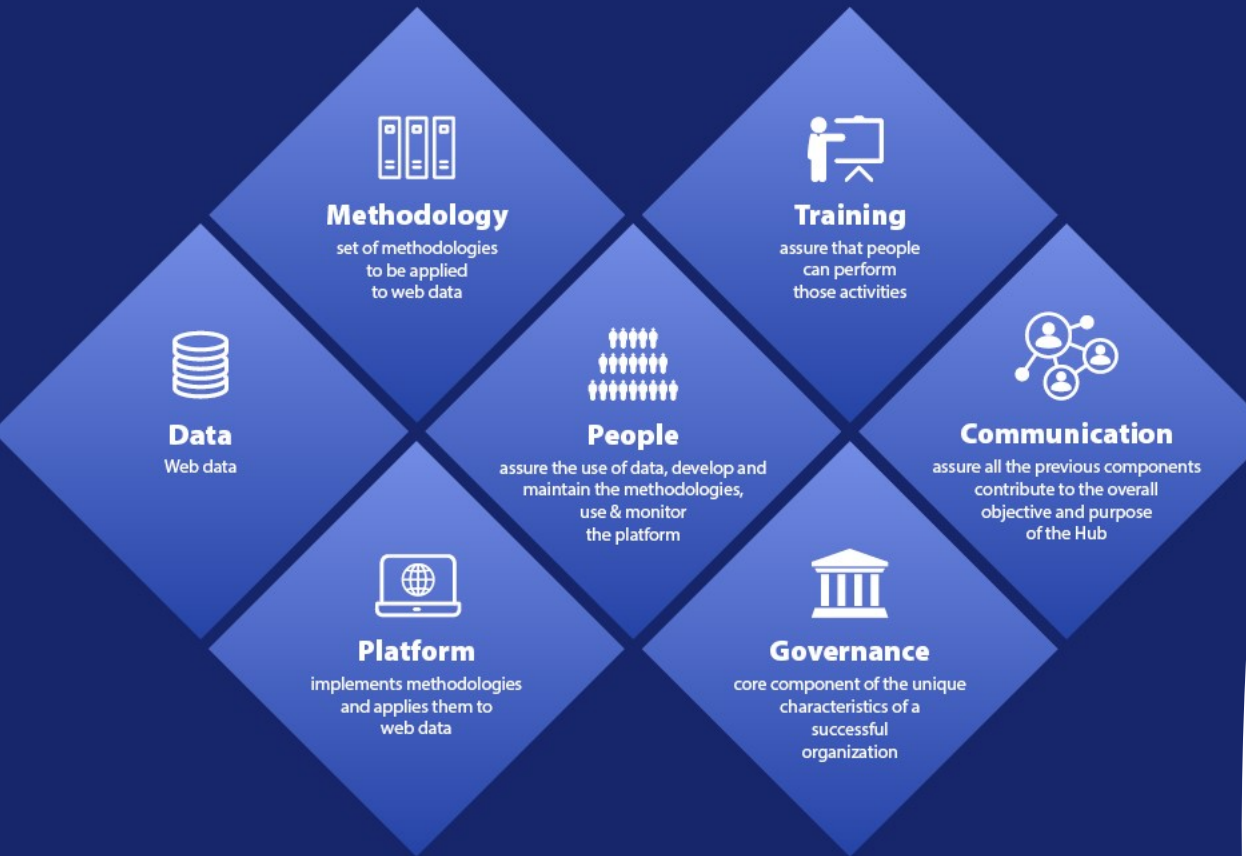 Methodology
set of methodologies
to be applied
to web data
Training
assure that people
can perform
those activities
Data
Web data
People
assure the use of data, develop and
maintain the methodologies,
use & monitor
the platform
Communication
assure all the previous components
contribute to the overall
objective and purpose
of the Hub
Platform
implements methodologies
and applies them to
web data
Governance
core component of the unique
characteristics of a
successful
organization